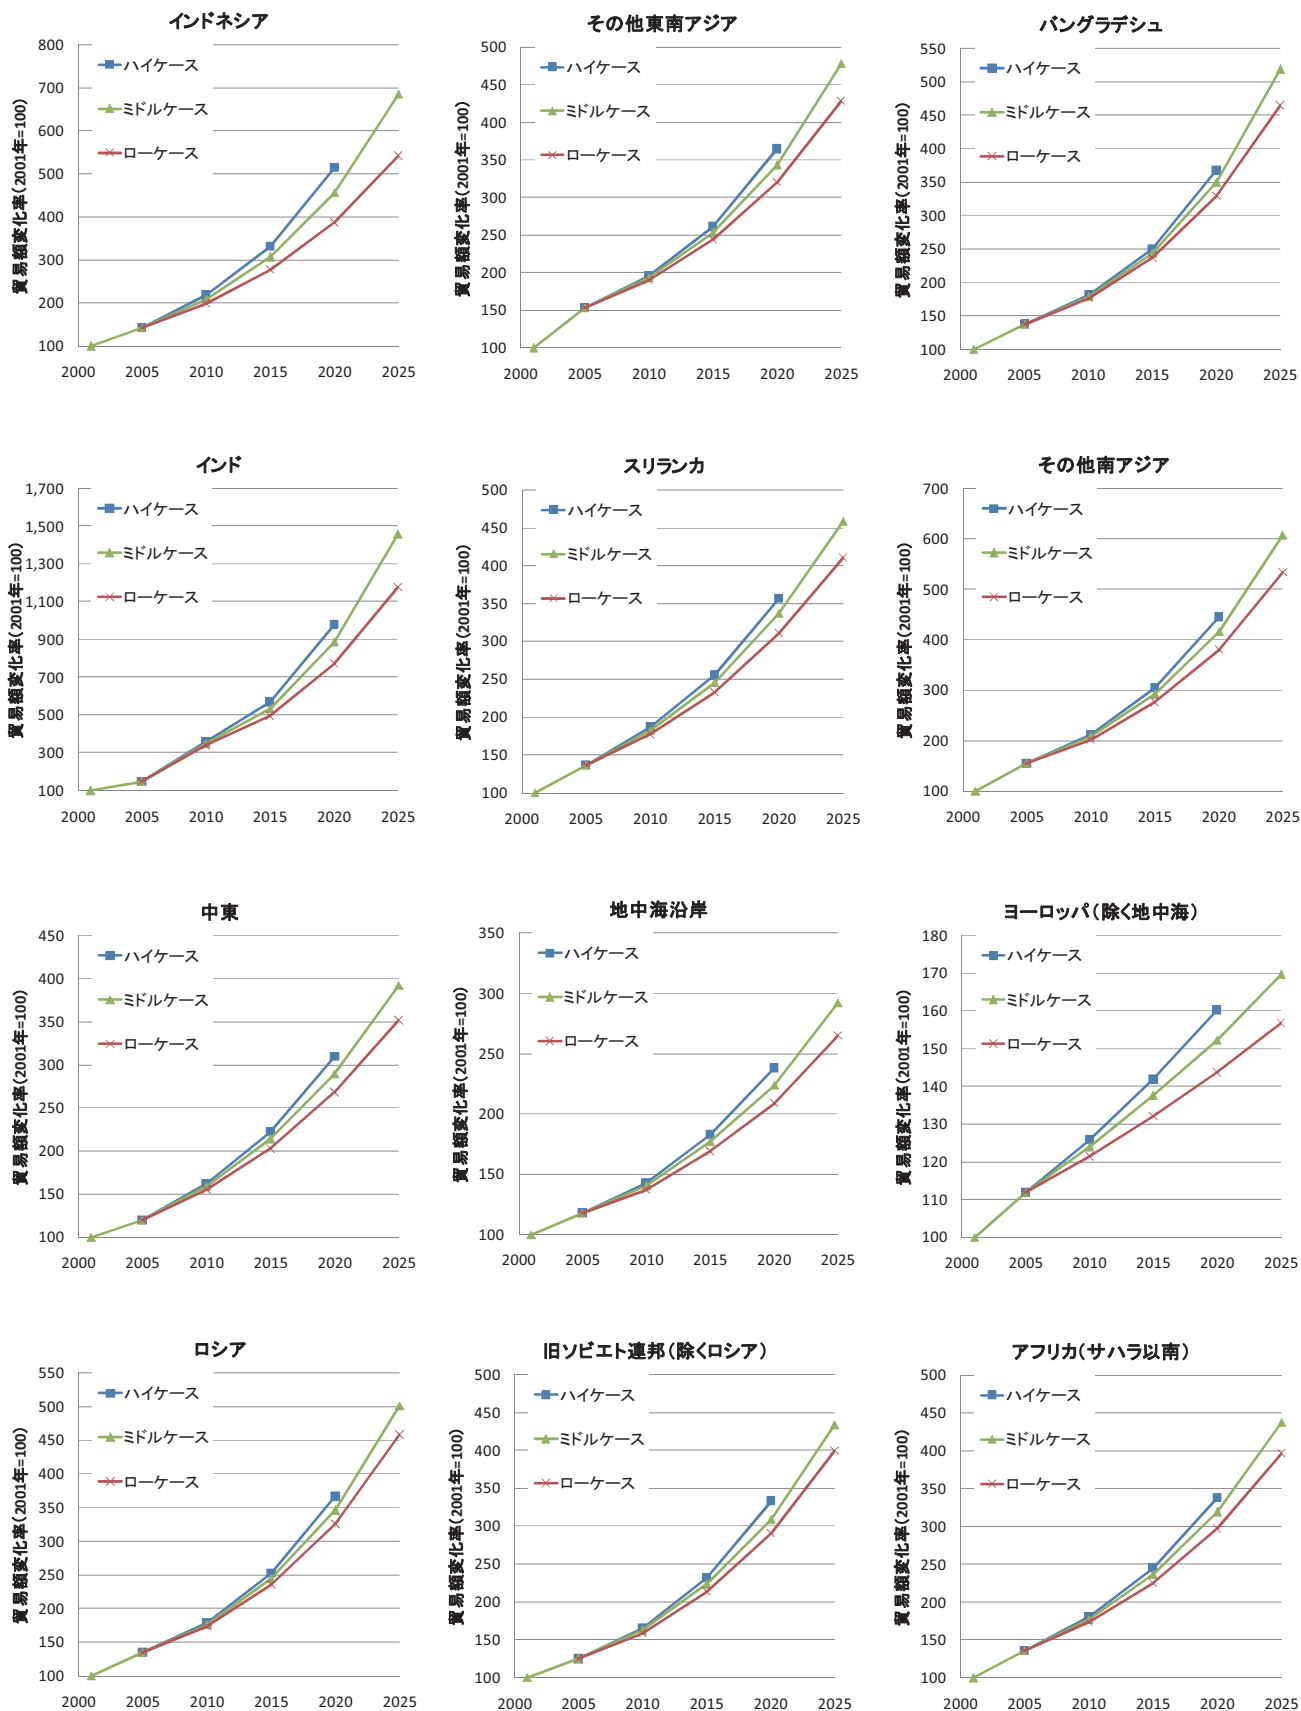 インドネシア
貿易額変化率(2001年=100)
800
700
600
500
400
300
200
100
ハイケース
ミドルケース
ローケース
2000 2005 2010 2015 2020 2025
その他東南アジア
貿易額変化率(2001年=100)
500
450
400
350
300
250
200
150
100
ハイケース
ミドルケース
ローケース
2000 2005 2010 2015 2020 2025
バングラデシュ
貿易額変化率(2001年=100)
550
500
450
400
350
300
250
200
150
100
ハイケース
ミドルケース
ローケース
2000 2005 2010 2015 2020 2025
インド
貿易額変化率(2001年=100)
1,700
1,500
1,300
1,100
900
700
500
300
100
ハイケース
ミドルケース
ローケース
2000 2005 2010 2015 2020 2025
スリランカ
貿易額変化率(2001年=100)
500
450
400
350
300
250
200
150
100
ハイケース
ミドルケース
ローケース
2000 2005 2010 2015 2020 2025
その他南アジア
貿易額変化率(2001年=100)
700
600
500
400
300
200
100
ハイケース
ミドルケース
ローケース
2000 2005 2010 2015 2020 2025
中東
貿易額変化率(2001年=100)
450
400
350
300
250
200
150
100
ハイケース
ミドルケース
ローケース
2000 2005 2010 2015 2020 2025
地中海沿岸
貿易額変化率(2001年=100)
350
300
250
200
150
100
ハイケース
ミドルケース
ローケース
2000 2005 2010 2015 2020 2025
ヨーロッパ(除く地中海)
貿易額変化率(2001年=100)
180
170
160
150
140
130
120
110
100
ハイケース
ミドルケース
ローケース
2000 2005 2010 2015 2020 2025
ロシア
貿易額変化率(2001年=100)
550
500
450
400
350
300
250
200
150
100
ハイケース
ミドルケース
ローケース
2000 2005 2010 2015 2020 2025
旧ソビエト連邦(除くロシア)
貿易額変化率(2001年=100)
500
450
400
350
300
250
200
150
100
ハイケース
ミドルケース
ローケース
2000 2005 2010 2015 2020 2025
アフリカ(サハラ以南)
貿易額変化率(2001年=100)
500
450
400
350
300
250
200
150
100
ハイケース
ミドルケース
ローケース
2000 2005 2010 2015 2020 2025